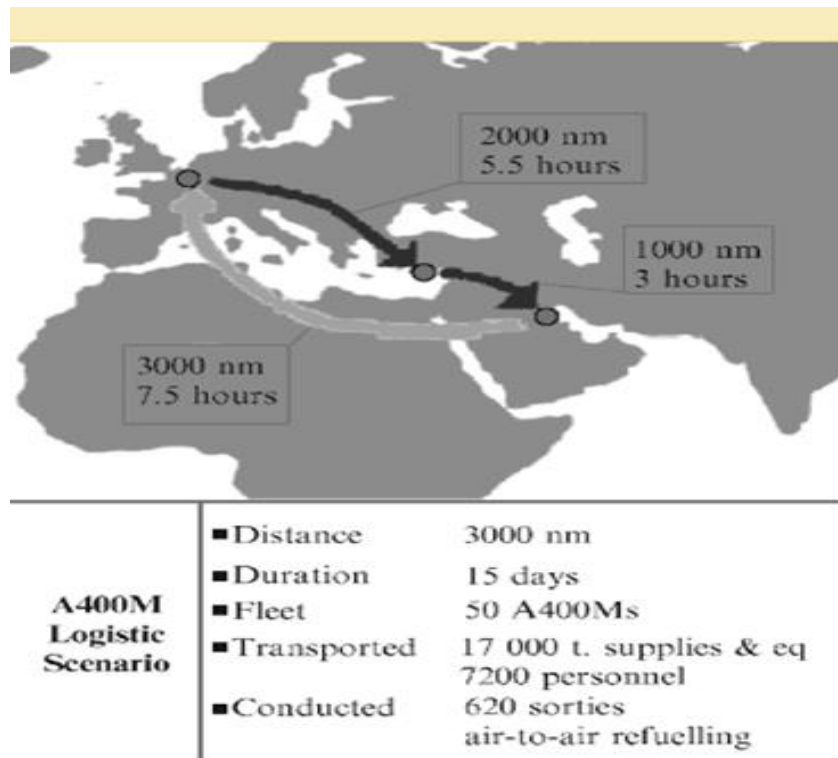 2000 nm
5.5 hours
1000 nm
3 hours
3000 nm
7.5 hours
A400M
Logistic
Scenario
▪Distance 3000 nm
▪Duration 15 days
▪Fleet 50 A400Ms
▪Transported 17 000 t. supplies & eq
7200 personnel
▪Conducted 620 sorties
air-to-air refuelling